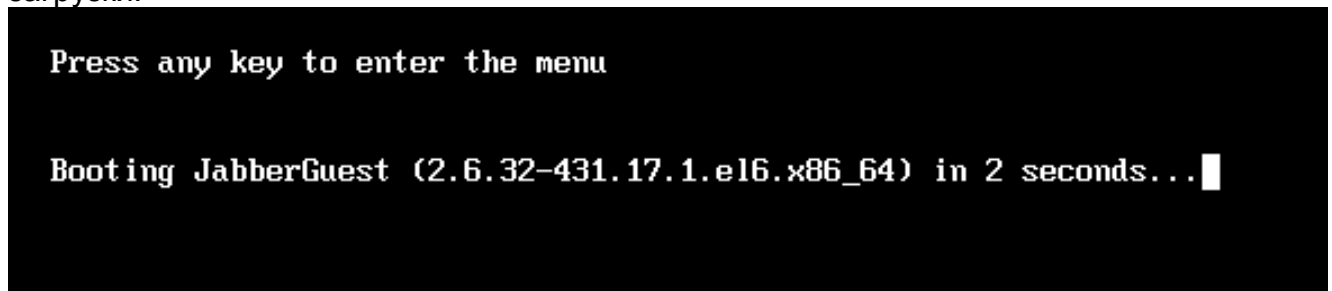 Press any key to enter the menu
Booting JabberGuest (2.6.32-431.17.1.el6.x86_64) in 2 seconds...